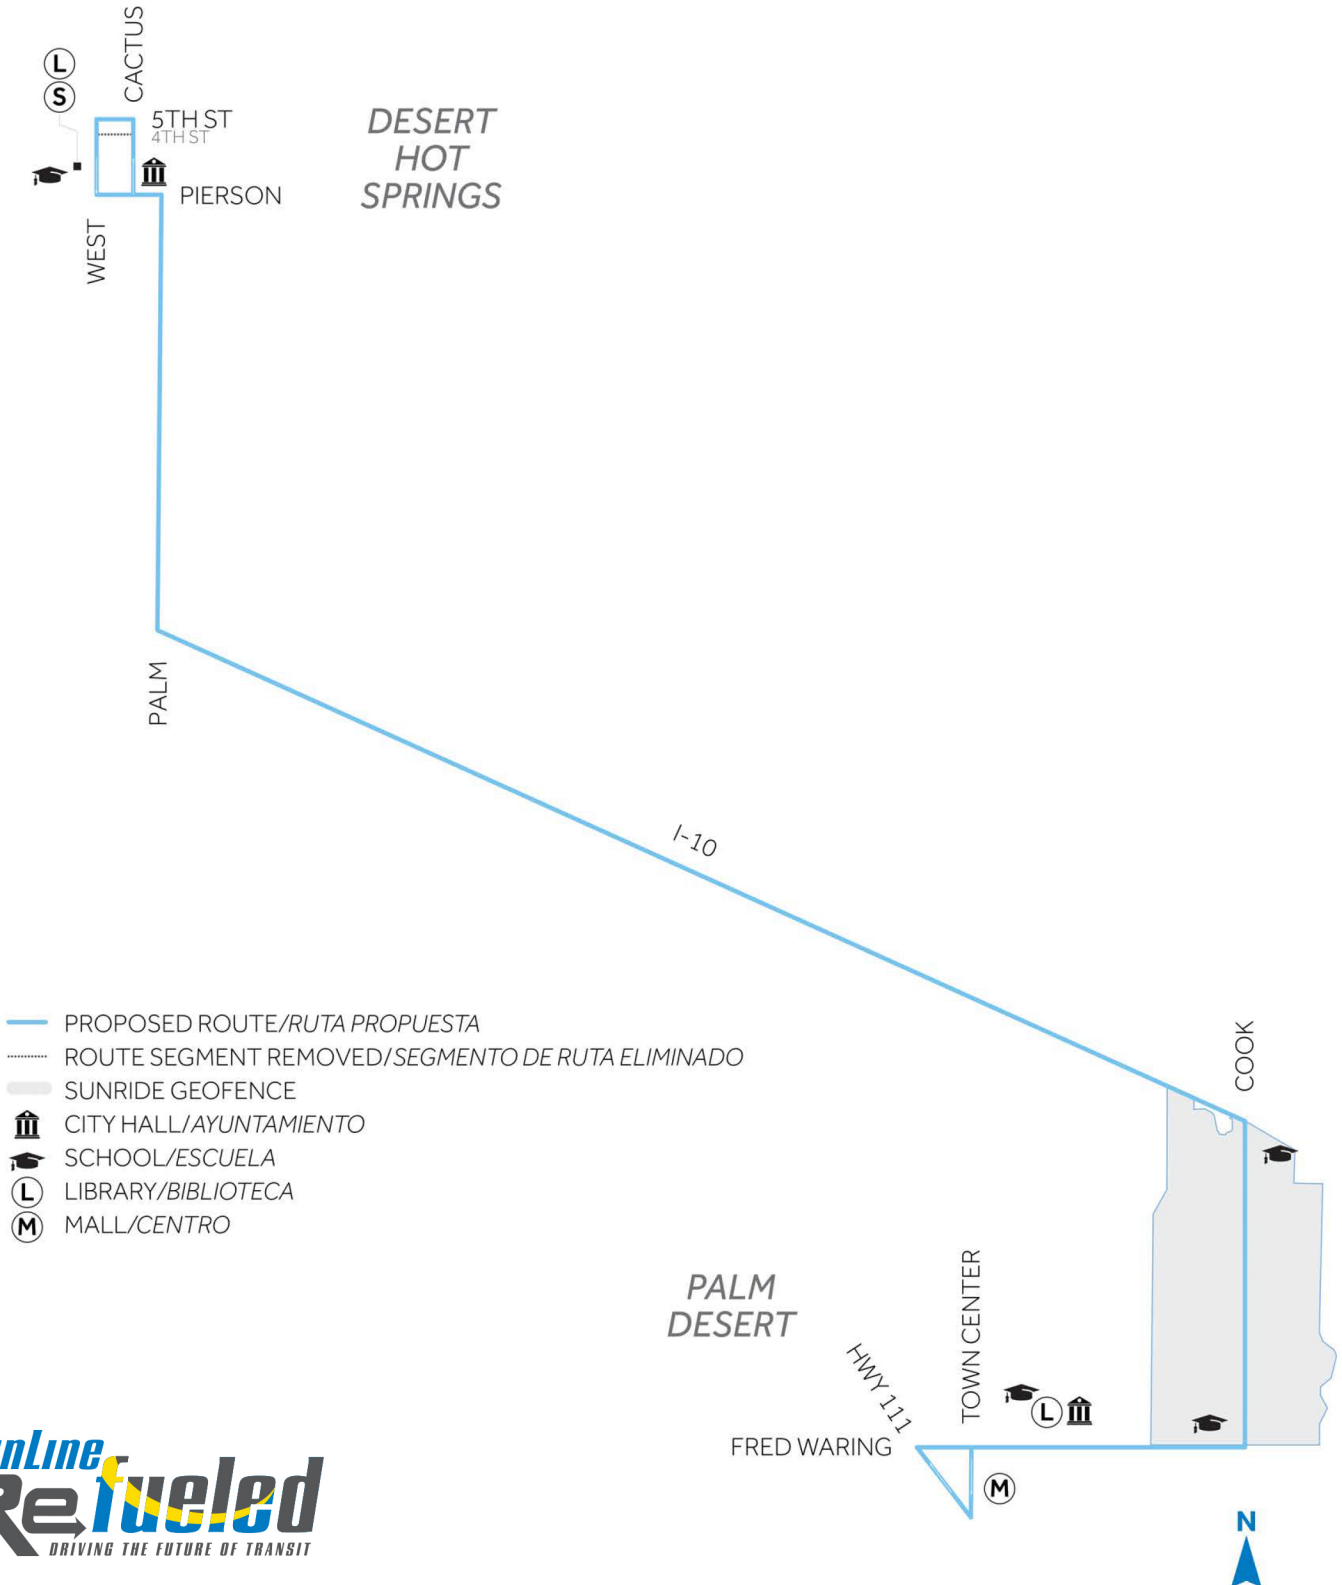 CACTUS
L
S
5TH ST
4TH ST
DESERT
HOT
SPRINGS
PIERSON
WEST
PALM
I-10
PROPOSED ROUTE/RUTA PROPUESTA
ROUTE SEGMENT REMOVED/SEGMENTO DE RUTA ELIMINADO
SUNRIDE GEOFENCE
CITY HALL/AYUNTAMIENTO
SCHOOL/ESCUELA
L LIBRARY/BIBLIOTECA
M MALL/CENTRO
COOK
PALM
DESERT
TOWN CENTER
HWY 111
L
FRED WARING
M
nLine
Refueled
DRIVING THE FUTURE OF TRANSIT
N